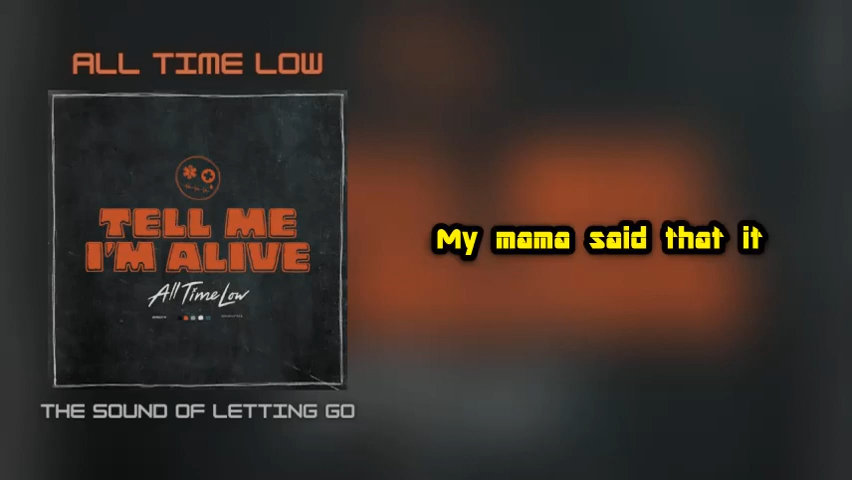 ALL TIME LOW
TELL ME
I'M ALIVE
All Time Low
THE SOUND OF LETTING GO
My mama said that it